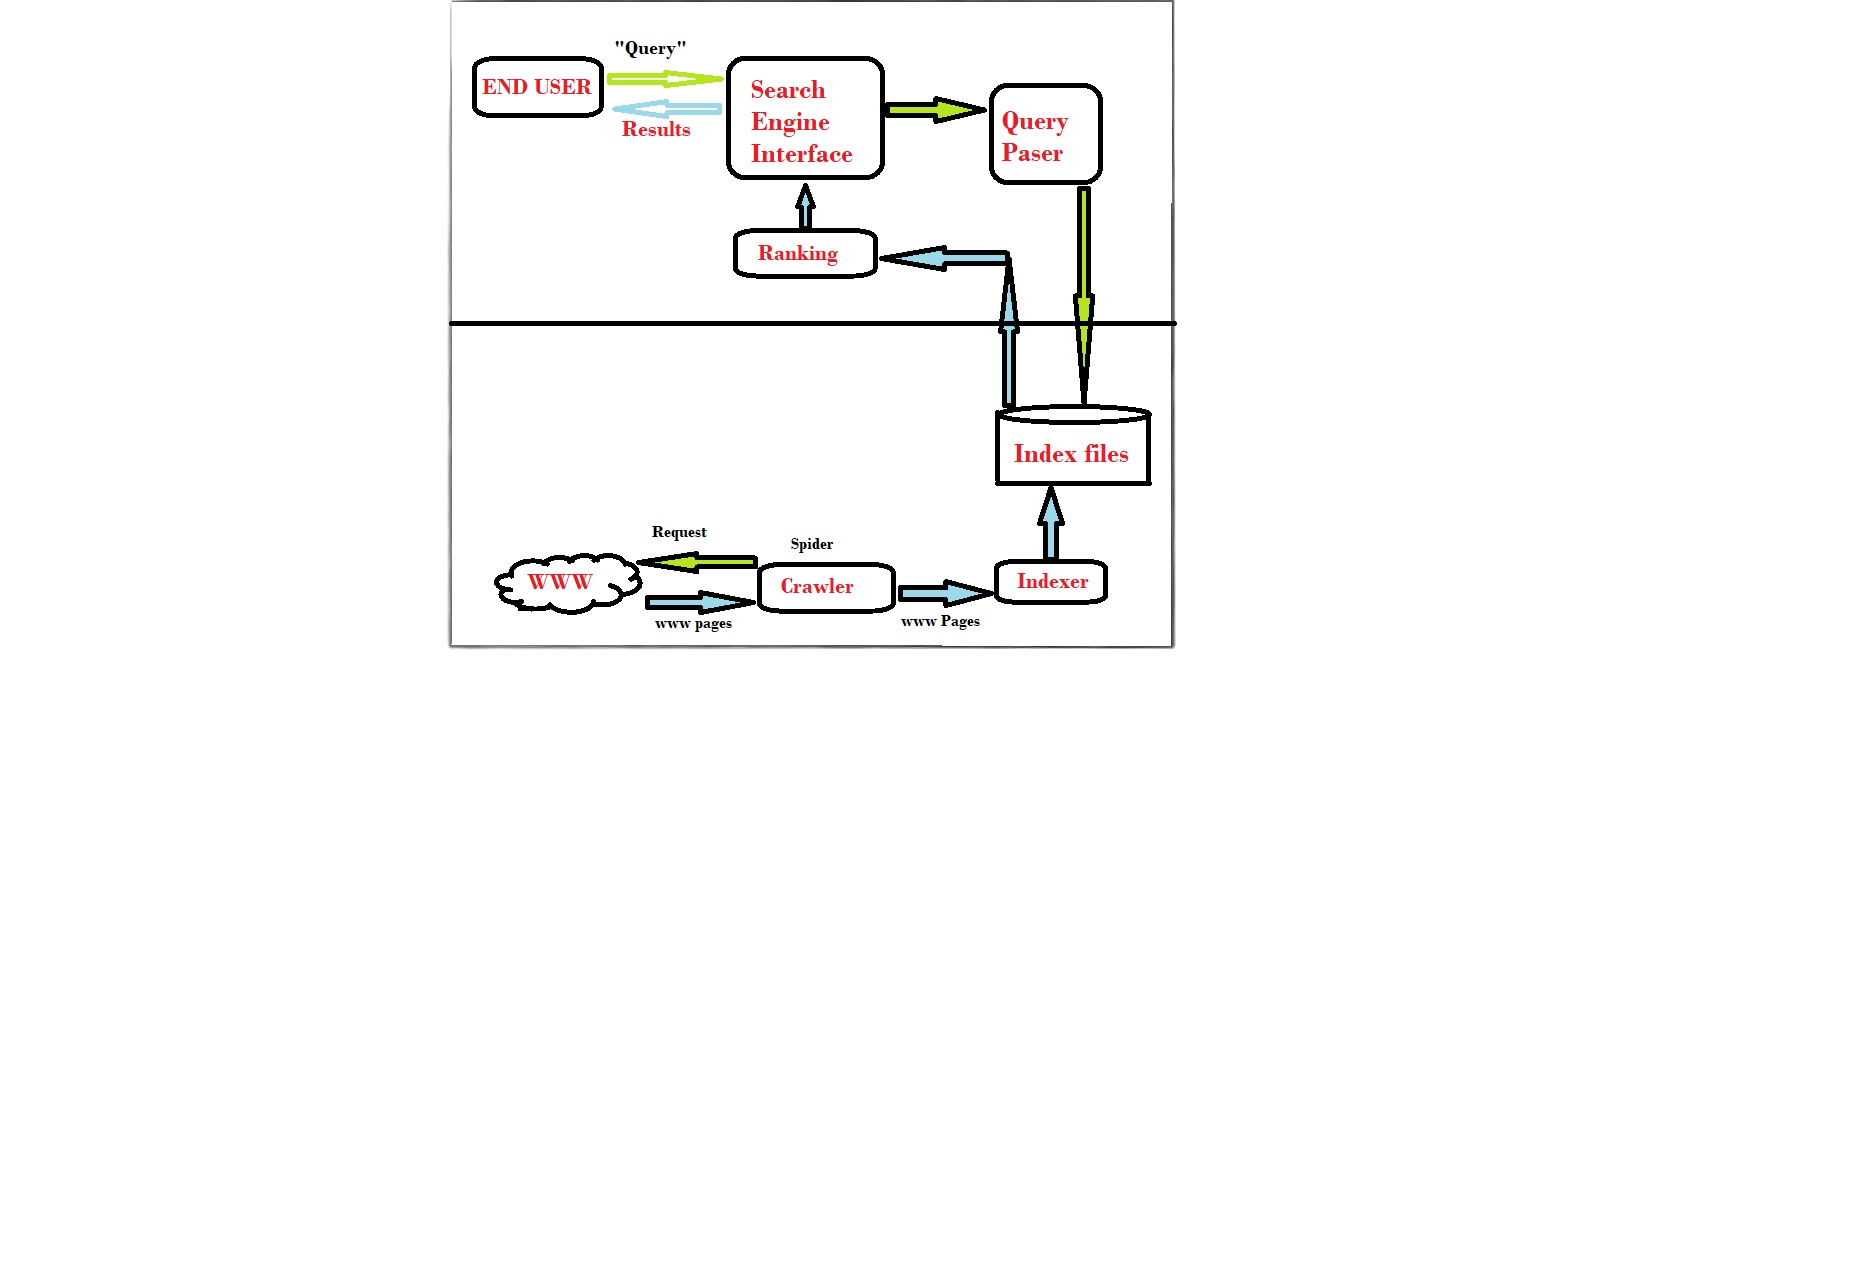 "Query"
END USER
Results
Search
Engine
Interface
Query
Paser
Ranking
Index files
Request
Spider
WWW
Crawler
Indexer
www pages
www Pages